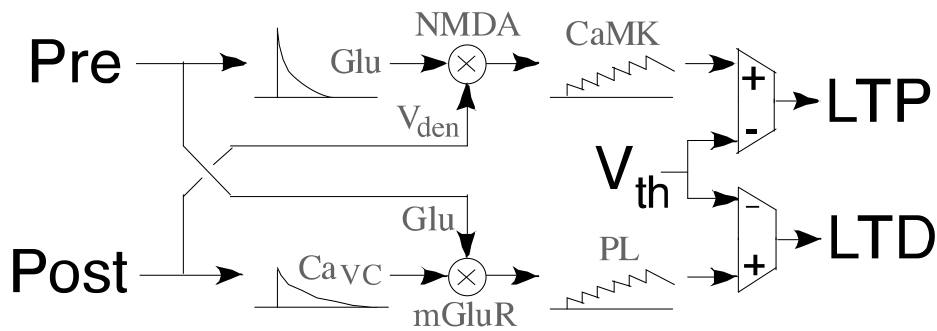 NMDA
CaMK
Pre
Glu
+
LTP
V_den
-
V_th
Glu
PL
−
LTD
Post
Ca_VC
+
mGluR